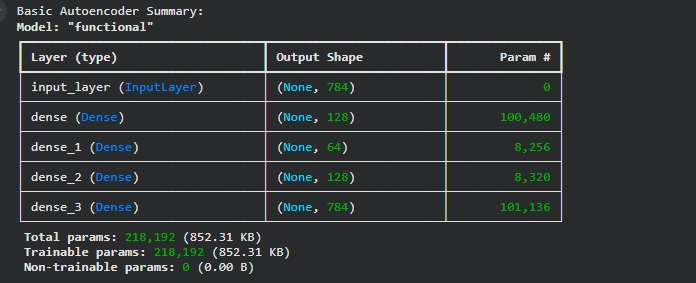 Basic Autoencoder Summary:
Model: "functional"
Layer (type) Output Shape Param #
input_layer (InputLayer) (None, 784) 0
dense (Dense) (None, 128) 100,480
dense_1 (Dense) (None, 64) 8,256
dense_2 (Dense) (None, 128) 8,320
dense_3 (Dense) (None, 784) 101,136
Total params: 218,192 (852.31 KB)
Trainable params: 218,192 (852.31 KB)
Non-trainable params: 0 (0.00 B)